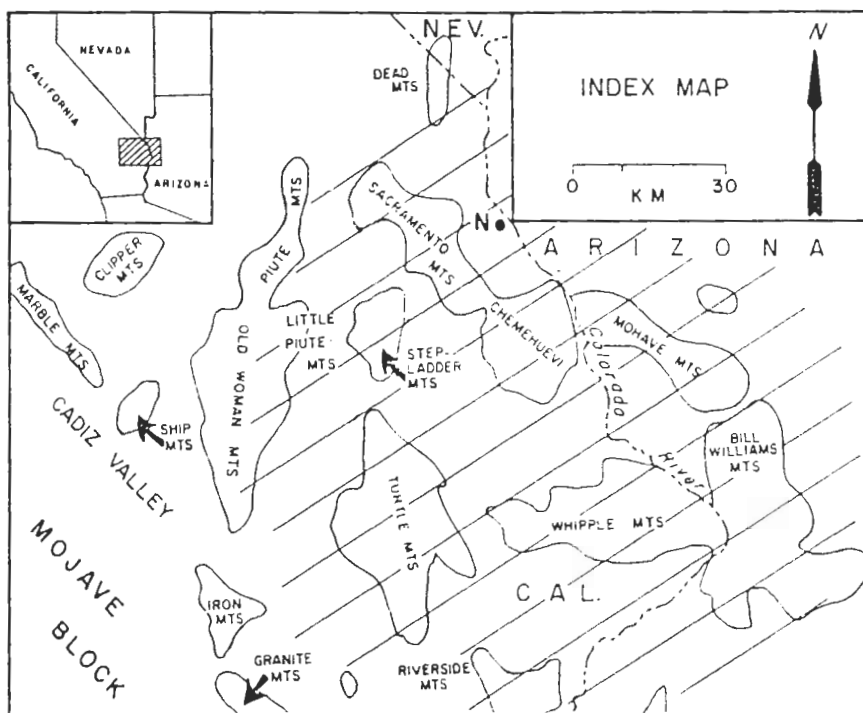 NEVADA
CALIFORNIA
ARIZONA
NEV.
DEAD
MTS
INDEX MAP
N
0 30
KM
PIUTE MTS
SACRAMENTO
MTS
N
ARIZONA
CLIPPER
MTS
MARBLE MTS
OLD WOMAN MTS
LITTLE
PIUTE
MTS
STEP-
LADDER
MTS
CHEMEHUEVI
MOHAVE MTS
Colorado
River
SHIP
MTS
CADIZ VALLEY
BILL
WILLIAMS
MTS
TURTLE MTS
WHIPPLE MTS
MOJAVE
BLOCK
IRON
MTS
CAL.
GRANITE
MTS
RIVERSIDE
MTS